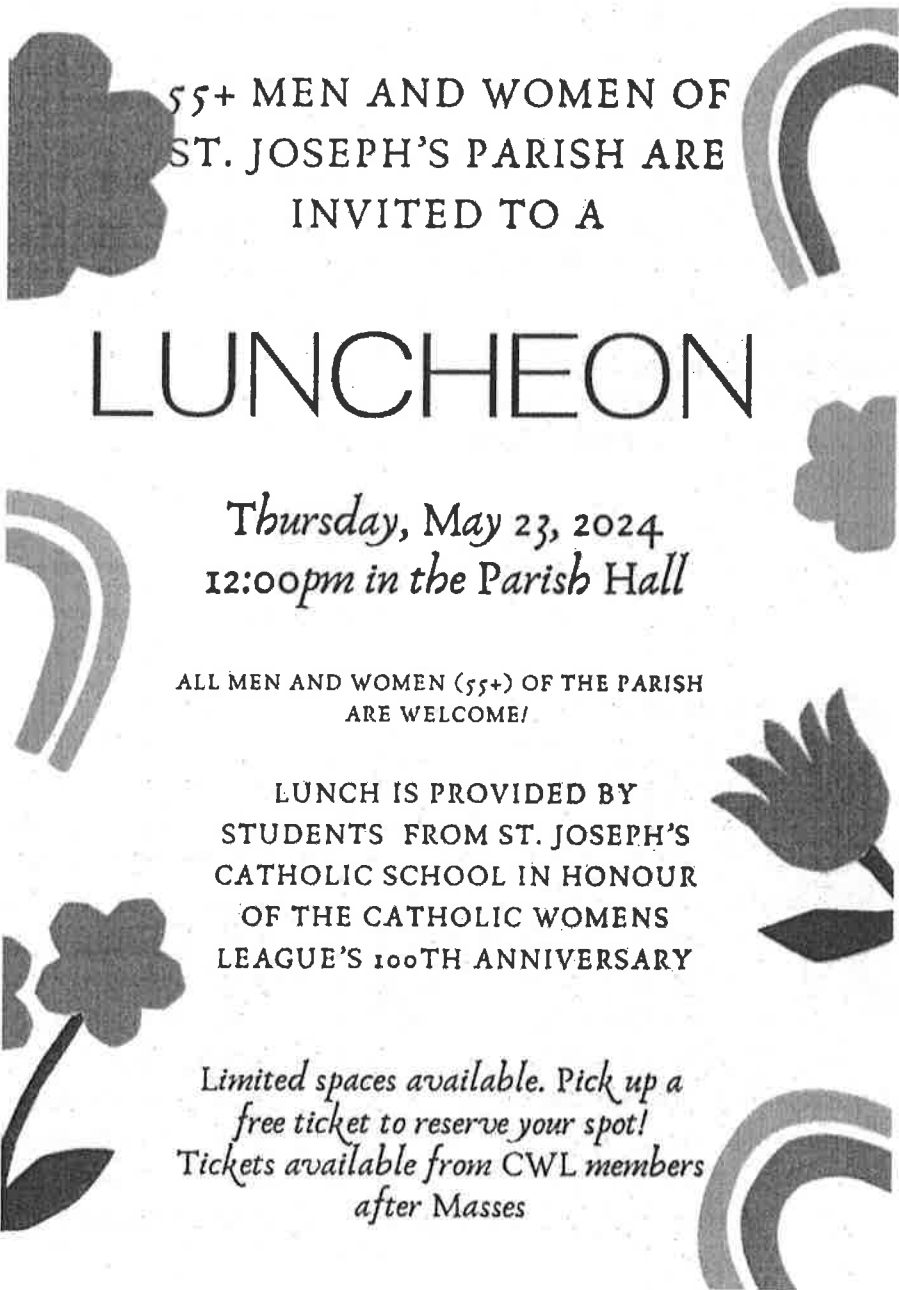 55+ MEN AND WOMEN OF
ST. JOSEPH'S PARISH ARE
INVITED TO A
LUNCHEON
Thursday, May 23, 2024
12:00pm in the Parish Hall
ALL MEN AND WOMEN (55+) OF THE PARISH
ARE WELCOME!
LUNCH IS PROVIDED BY
STUDENTS FROM ST. JOSEPH'S
CATHOLIC SCHOOL IN HONOUR
OF THE CATHOLIC WOMENS
LEAGUE'S 100TH ANNIVERSARY
Limited spaces available. Pick up a
free ticket to reserve your spot!
Tickets available from CWL members
after Masses